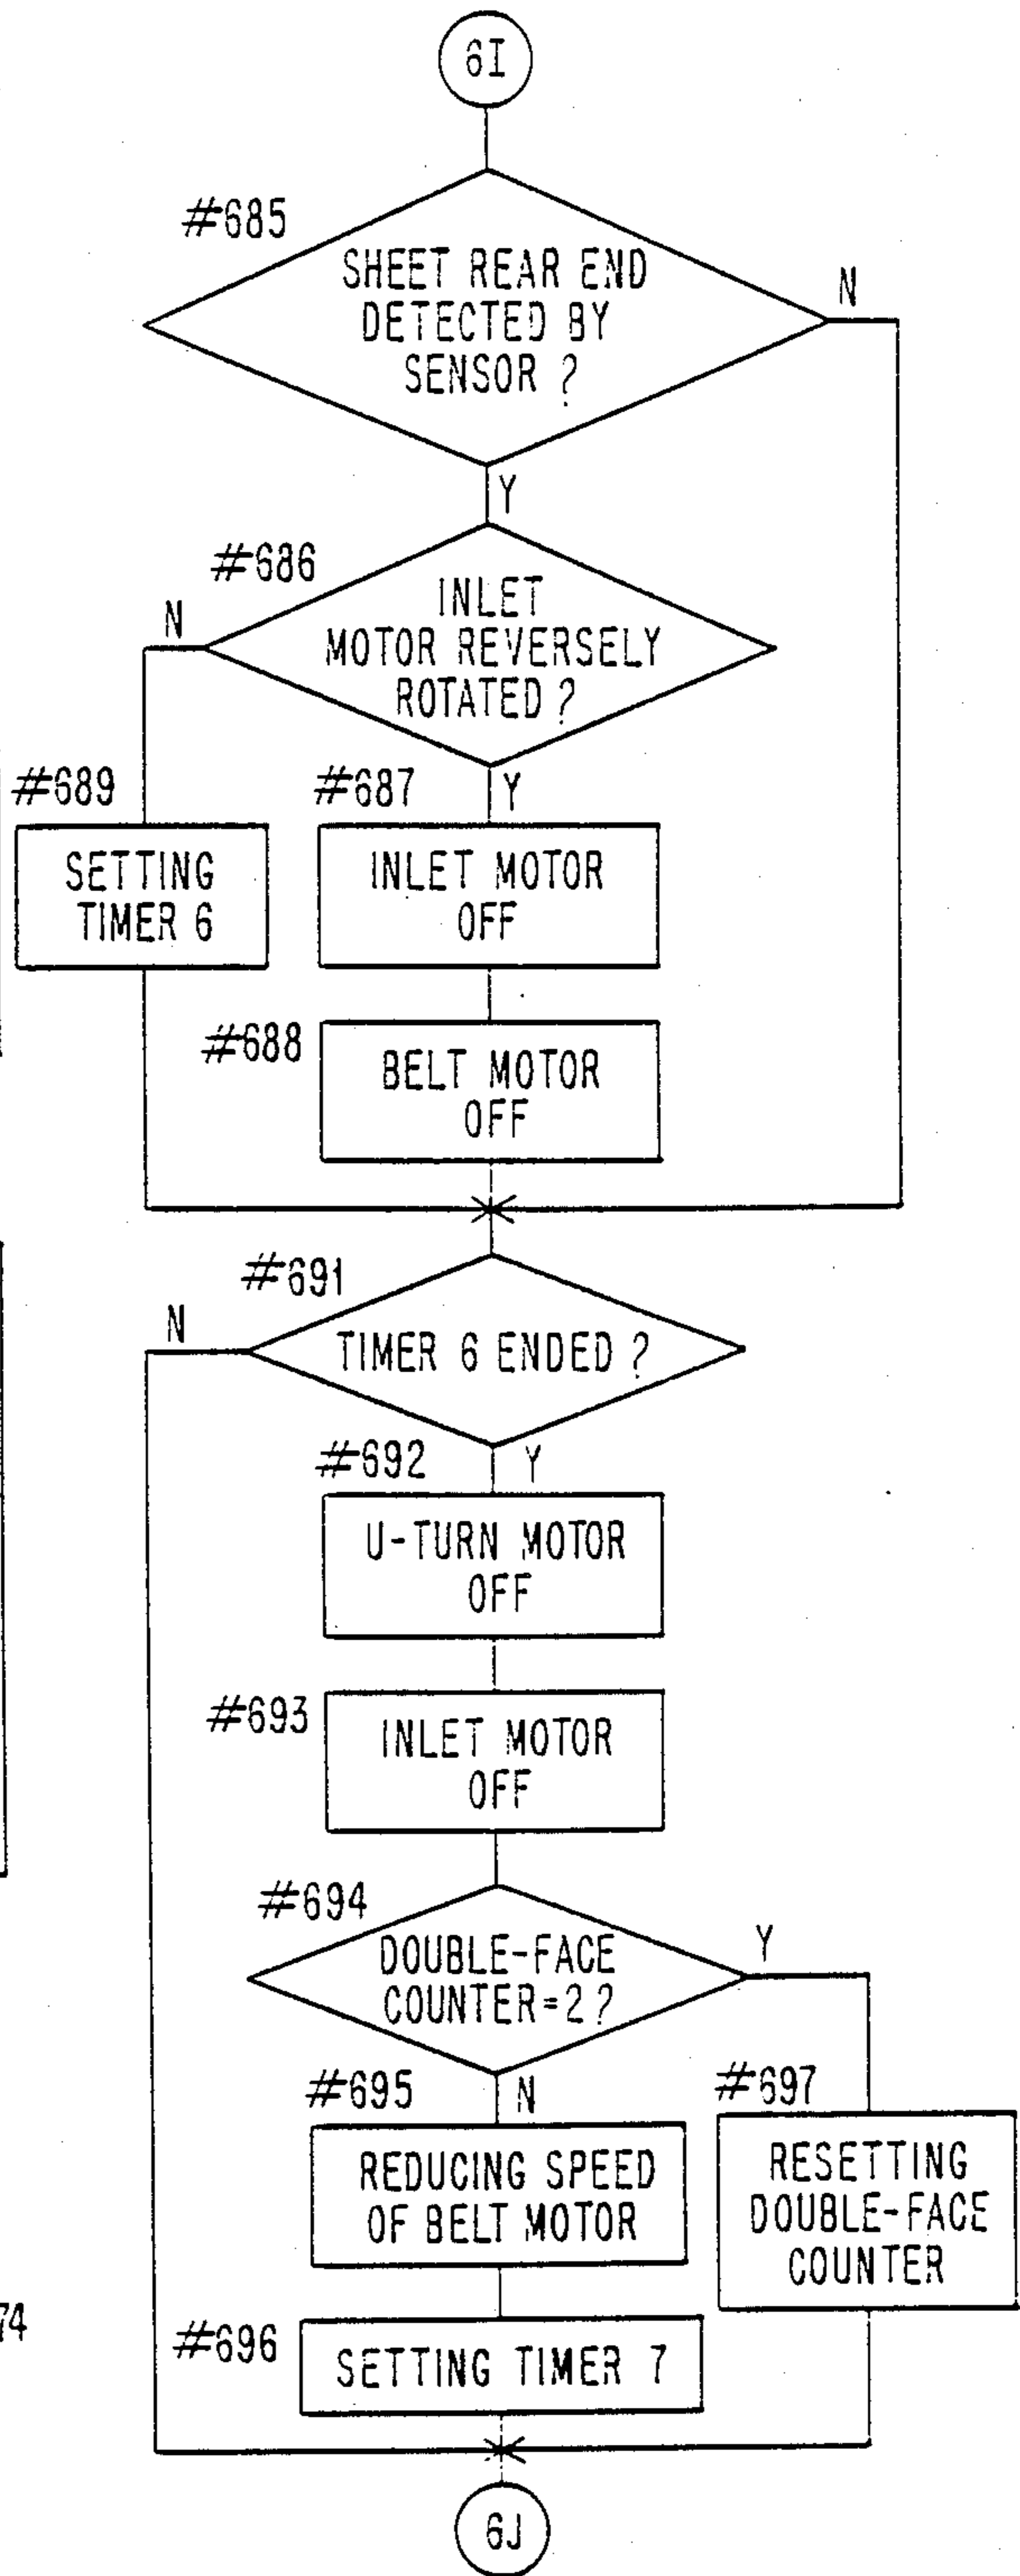 6I
#685
SHEET REAR END
DETECTED BY
SENSOR ?
N
Y
#686
INLET
MOTOR REVERSELY
ROTATED ?
N
Y
#689
SETTING
TIMER 6
#687
INLET MOTOR
OFF
#688
BELT MOTOR
OFF
#691
TIMER 6 ENDED ?
N
Y
#692
U-TURN MOTOR
OFF
#693
INLET MOTOR
OFF
#694
DOUBLE-FACE
COUNTER=2?
Y
N
#695
REDUCING SPEED
OF BELT MOTOR
#697
RESETTING
DOUBLE-FACE
COUNTER
74
#696
SETTING TIMER 7
6J